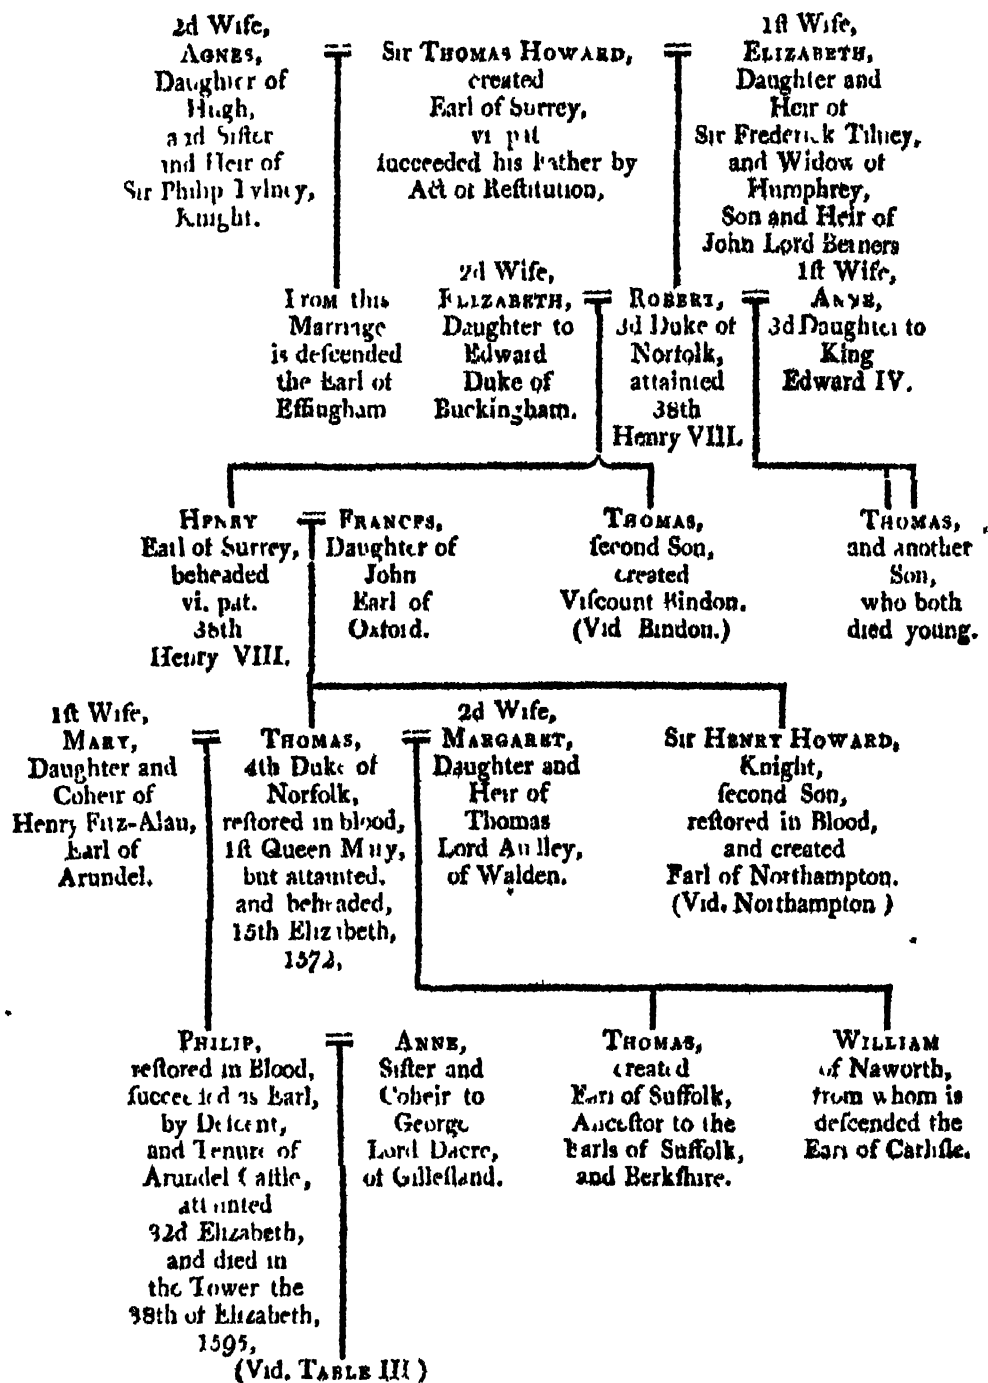 2d Wife,
AGNES,
Daughter of
Hugh,
and Sister
and Heir of
Sir Philip Tylney,
Knight.
Sir THOMAS HOWARD,
created
Earl of Surrey,
vi. pat
ſucceeded his Father by
Act of Reſtitution,
1ſt Wife,
ELIZABETH,
Daughter and
Heir of
Sir Frederick Tilney,
and Widow of
Humphrey,
Son and Heir of
John Lord Berners
From this
Marriage
is deſcended
the Earl of
Effingham
2d Wife,
ELIZABETH,
Daughter to
Edward
Duke of
Buckingham.
ROBERT,
3d Duke of
Norfolk,
attainted
38th
Henry VIII.
1ſt Wife,
ANNE,
3d Daughter to
King
Edward IV.
HENRY
Earl of Surrey,
beheaded
vi. pat.
38th
Henry VIII.
FRANCES,
Daughter of
John
Earl of
Oxford.
THOMAS,
ſecond Son,
created
Viſcount Bindon.
(Vid Bindon.)
THOMAS,
and another
Son,
who both
died young.
1ſt Wife,
MARY,
Daughter and
Coheir of
Henry Fitz-Alan,
Earl of
Arundel.
THOMAS,
4th Duke of
Norfolk,
reſtored in blood,
1ſt Queen Mary,
but attainted,
and beheaded,
15th Elizabeth,
1572,
2d Wife,
MARGARET,
Daughter and
Heir of
Thomas
Lord Audley,
of Walden.
Sir HENRY HOWARD,
Knight,
ſecond Son,
reſtored in Blood,
and created
Earl of Northampton.
(Vid. Northampton)
PHILIP,
reſtored in Blood,
ſucceeded as Earl,
by Deſcent,
and Tenure of
Arundel Caſtle,
attainted
32d Elizabeth,
and died in
the Tower the
38th of Elizabeth,
1595,
(Vid. TABLE III)
ANNE,
Siſter and
Coheir to
George
Lord Dacre,
of Gilleſland.
THOMAS,
created
Earl of Suffolk,
Anceſtor to the
Earls of Suffolk,
and Berkſhire.
WILLIAM
of Naworth,
from whom is
deſcended the
Earl of Carliſle.